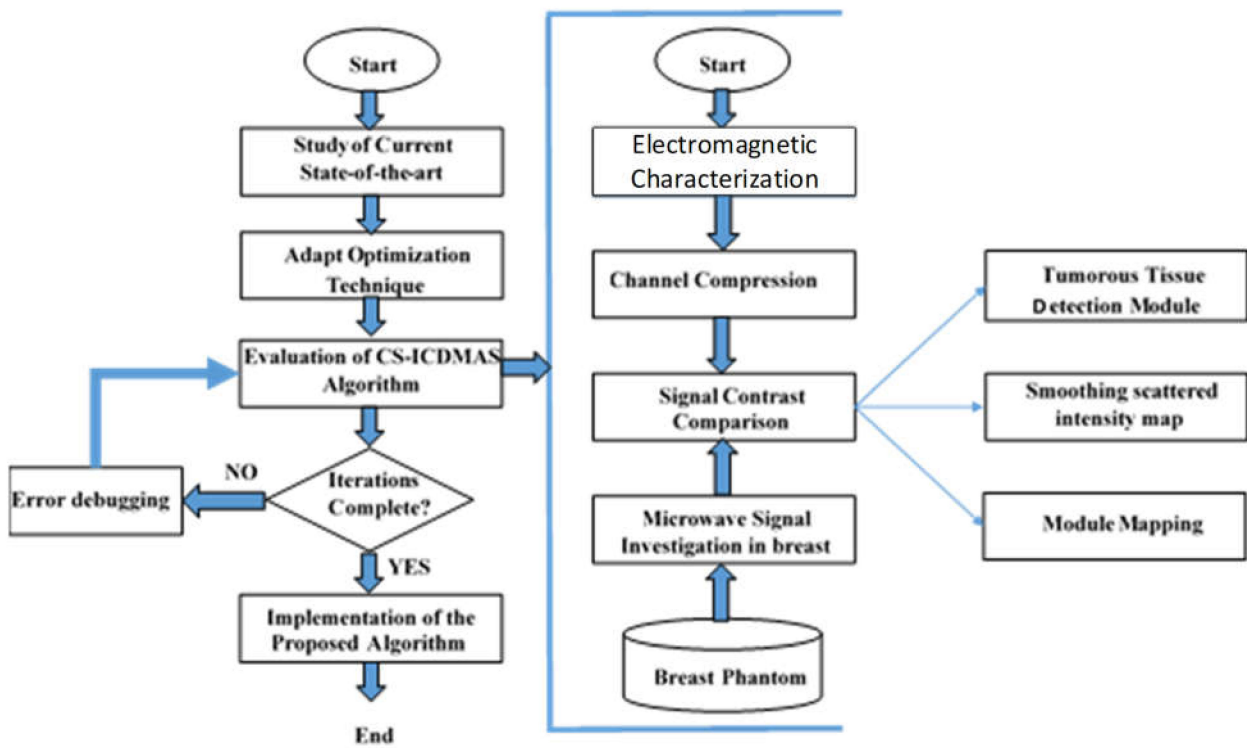 Start
Study of Current
State-of-the-art
Adapt Optimization
Technique
Evaluation of CS-ICDMAS
Algorithm
NO
Iterations
Complete?
Error debugging
YES
Implementation of the
Proposed Algorithm
End
Start
Electromagnetic
Characterization
Channel Compression
Signal Contrast
Comparison
Microwave Signal
Investigation in breast
Breast Phantom
Tumorous Tissue
Detection Module
Smoothing scattered
intensity map
Module Mapping